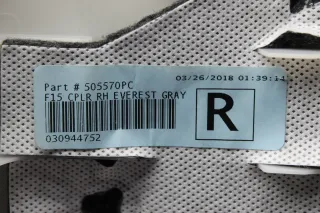 Part # 505570PC
03/26/2018 01:39:14
F15 CPLR RH EVEREST GRAY
R
030944752